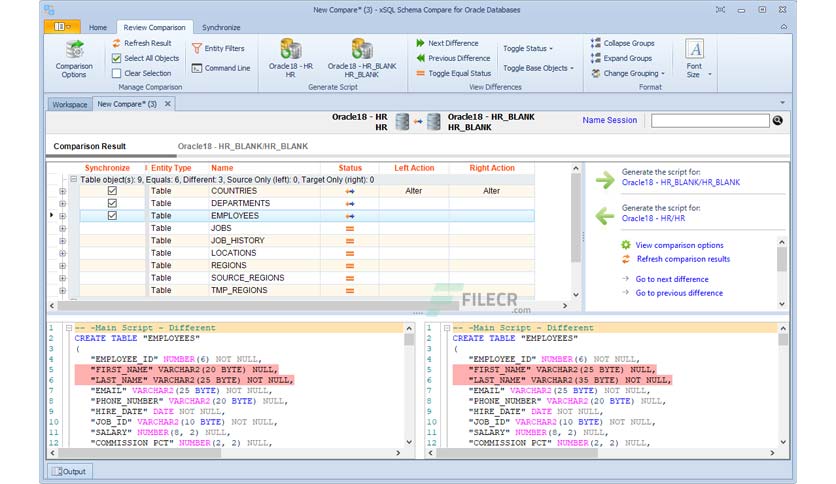 New Compare* (3) - xSQL Schema Compare for Oracle Databases
Home Review Comparison Synchronize
Comparison Options
Refresh Result
Select All Objects
Clear Selection
Entity Filters
Command Line
Manage Comparison
Oracle18 - HR HR
Oracle18 - HR_BLANK HR_BLANK
Generate Script
Next Difference
Previous Difference
Toggle Equal Status
Toggle Status
Toggle Base Objects
View Differences
Collapse Groups
Expand Groups
Change Grouping
A
Font Size
Format
Workspace New Compare* (3)
Oracle18 - HR Oracle18 - HR_BLANK
HR HR_BLANK
Name Session
Comparison Result Oracle18 - HR_BLANK/HR_BLANK
Synchronize Entity Type Name Status Left Action Right Action
Table object(s): 9, Equals: 6, Different: 3, Source Only (left): 0, Target Only (right): 0
Table COUNTRIES Alter Alter
Table DEPARTMENTS
Table EMPLOYEES
Table JOBS
Table JOB_HISTORY
Table LOCATIONS
Table REGIONS
Table SOURCE_REGIONS
Table TMP_REGIONS
Generate the script for:
Oracle18 - HR_BLANK/HR_BLANK
Generate the script for:
Oracle18 - HR/HR
View comparison options
Refresh comparison results
Go to next difference
Go to previous difference
FILECR
.com
1 -- -Main Script - Different
2 CREATE TABLE "EMPLOYEES"
3 (
4 "EMPLOYEE_ID" NUMBER(6) NOT NULL,
5 "FIRST_NAME" VARCHAR2(20 BYTE) NULL,
6 "LAST_NAME" VARCHAR2(25 BYTE) NOT NULL,
7 "EMAIL" VARCHAR2(25 BYTE) NOT NULL,
8 "PHONE_NUMBER" VARCHAR2(20 BYTE) NULL,
9 "HIRE_DATE" DATE NOT NULL,
10 "JOB_ID" VARCHAR2(10 BYTE) NOT NULL,
11 "SALARY" NUMBER(8, 2) NULL,
12 "COMMISSION PCT" NUMBER(2, 2) NULL,
1 -- -Main Script - Different
2 CREATE TABLE "EMPLOYEES"
3 (
4 "EMPLOYEE_ID" NUMBER(6) NOT NULL,
5 "FIRST_NAME" VARCHAR2(25 BYTE) NULL,
6 "LAST_NAME" VARCHAR2(35 BYTE) NOT NULL,
7 "EMAIL" VARCHAR2(25 BYTE) NOT NULL,
8 "PHONE_NUMBER" VARCHAR2(20 BYTE) NULL,
9 "HIRE_DATE" DATE NOT NULL,
10 "JOB_ID" VARCHAR2(10 BYTE) NOT NULL,
11 "SALARY" NUMBER(8, 2) NULL,
12 "COMMISSION PCT" NUMBER(2, 2) NULL,
Output